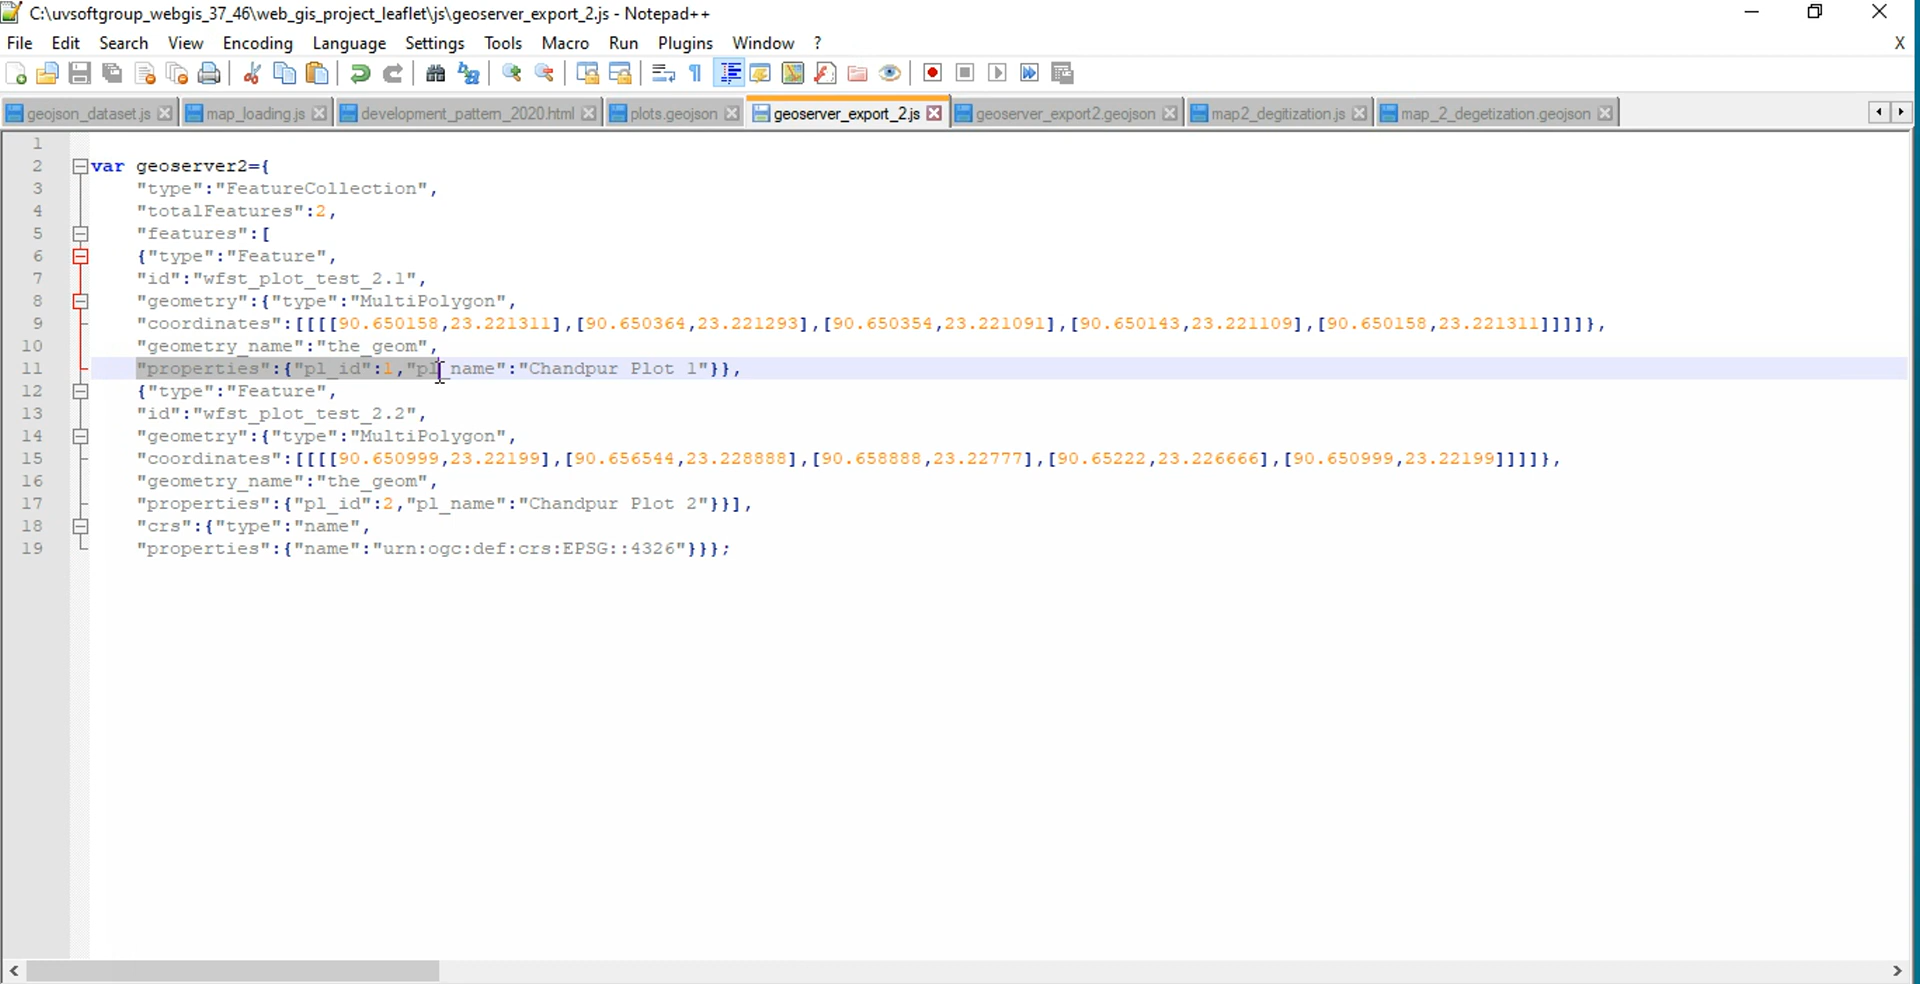 C:\uvsoftgroup_webgis_37_46\web_gis_project_leaflet\js\geoserver_export_2.js - Notepad++
File Edit Search View Encoding Language Settings Tools Macro Run Plugins Window ? X
geojson_dataset.js map_loading.js development_pattern_2020.html plots.geojson geoserver_export_2.js geoserver_export2.geojson map2_degitization.js map_2_degetization.geojson
1
2 var geoserver2={
3 "type":"FeatureCollection",
4 "totalFeatures":2,
5 "features":[
6 {"type":"Feature",
7 "id":"wfst_plot_test_2.1",
8 "geometry":{"type":"MultiPolygon",
9 "coordinates":[[[[90.650158,23.221311],[90.650364,23.221293],[90.650354,23.221091],[90.650143,23.221109],[90.650158,23.221311]]]]},
10 "geometry_name":"the_geom",
11 "properties":{"pl_id":1,"pl_name":"Chandpur Plot 1"}},
12 {"type":"Feature",
13 "id":"wfst_plot_test_2.2",
14 "geometry":{"type":"MultiPolygon",
15 "coordinates":[[[[90.650999,23.22199],[90.656544,23.228888],[90.658888,23.22777],[90.65222,23.226666],[90.650999,23.22199]]]]},
16 "geometry_name":"the_geom",
17 "properties":{"pl_id":2,"pl_name":"Chandpur Plot 2"}}],
18 "crs":{"type":"name",
19 "properties":{"name":"urn:ogc:def:crs:EPSG::4326"}}};